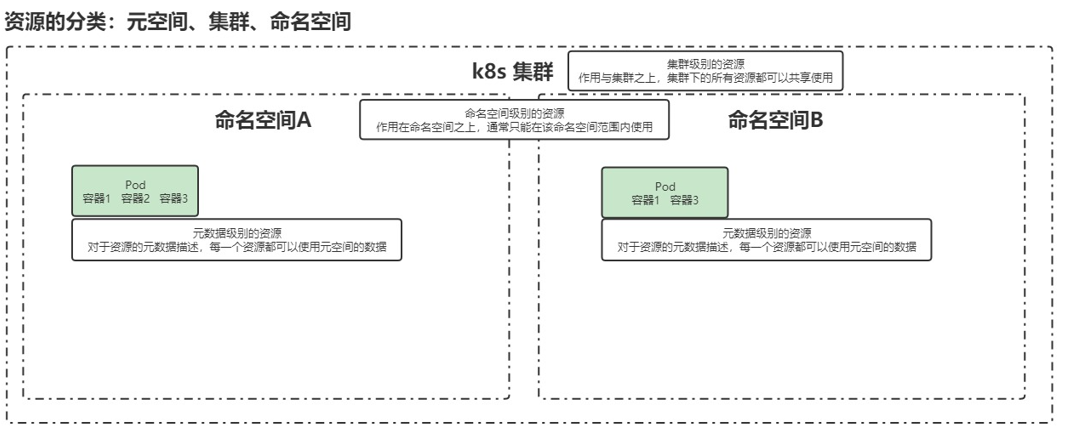 资源的分类：元空间、集群、命名空间
k8s 集群
集群级别的资源
作用与集群之上，集群下的所有资源都可以共享使用
命名空间A
命名空间级别的资源
作用在命名空间之上，通常只能在该命名空间范围内使用
命名空间B
Pod
容器1 容器2 容器3
元数据级别的资源
对于资源的元数据描述，每一个资源都可以使用元空间的数据
Pod
容器1 容器3
元数据级别的资源
对于资源的元数据描述，每一个资源都可以使用元空间的数据